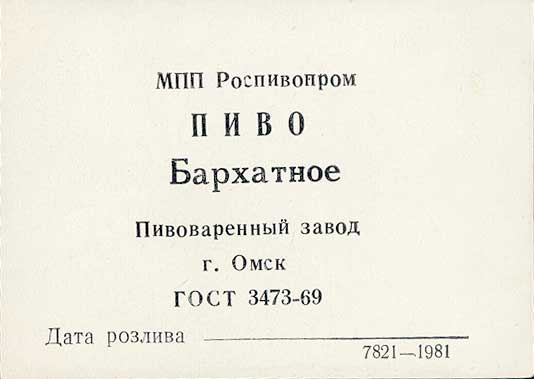 МПП Роспивопром
ПИВО
Бархатное
Пивоваренный завод
г. Омск
ГОСТ 3473-69
Дата розлива
7821—1981